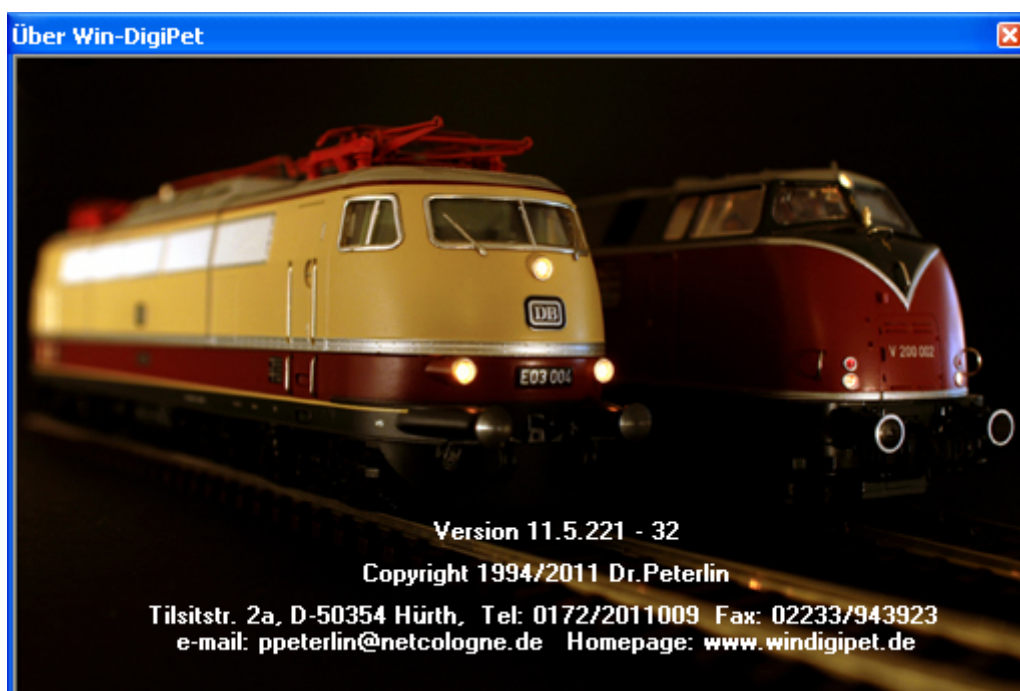 Über Win-DigiPet
DB
E03 004
V 200 002
Version 11.5.221 - 32
Copyright 1994/2011 Dr.Peterlin
Tilsitstr. 2a, D-50354 Hürth, Tel: 0172/2011009 Fax: 02233/943923
e-mail: ppeterlin@netcologne.de Homepage: www.windigipet.de